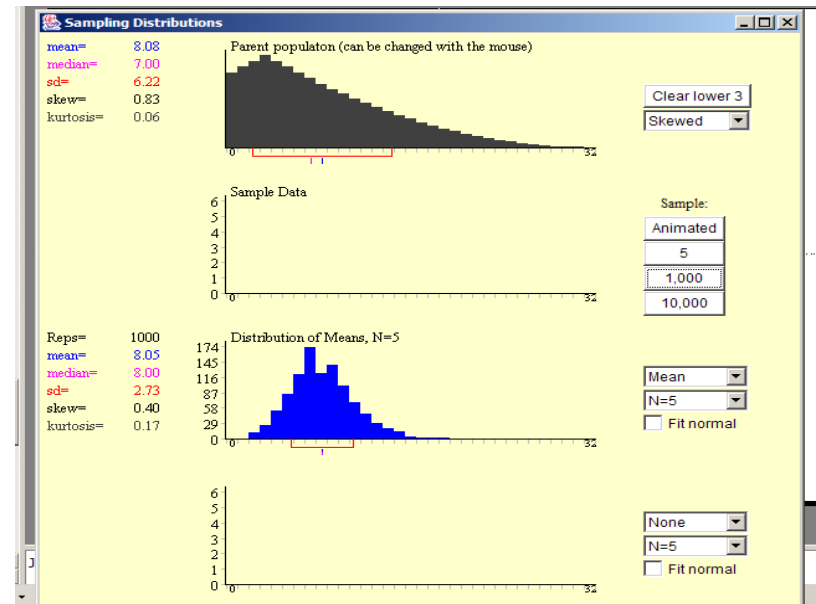 Sampling Distributions
mean= 8.08
median= 7.00
sd= 6.22
skew= 0.83
kurtosis= 0.06
Parent populaton (can be changed with the mouse)
0 32
Clear lower 3
Skewed
Sample Data
6
5
4
3
2
1
0
0 32
Sample:
Animated
5
1,000
10,000
Reps= 1000
mean= 8.05
median= 8.00
sd= 2.73
skew= 0.40
kurtosis= 0.17
Distribution of Means, N=5
174
145
116
87
58
29
0
0 32
Mean
N=5
Fit normal
6
5
4
3
2
1
0
0 32
None
N=5
Fit normal
J